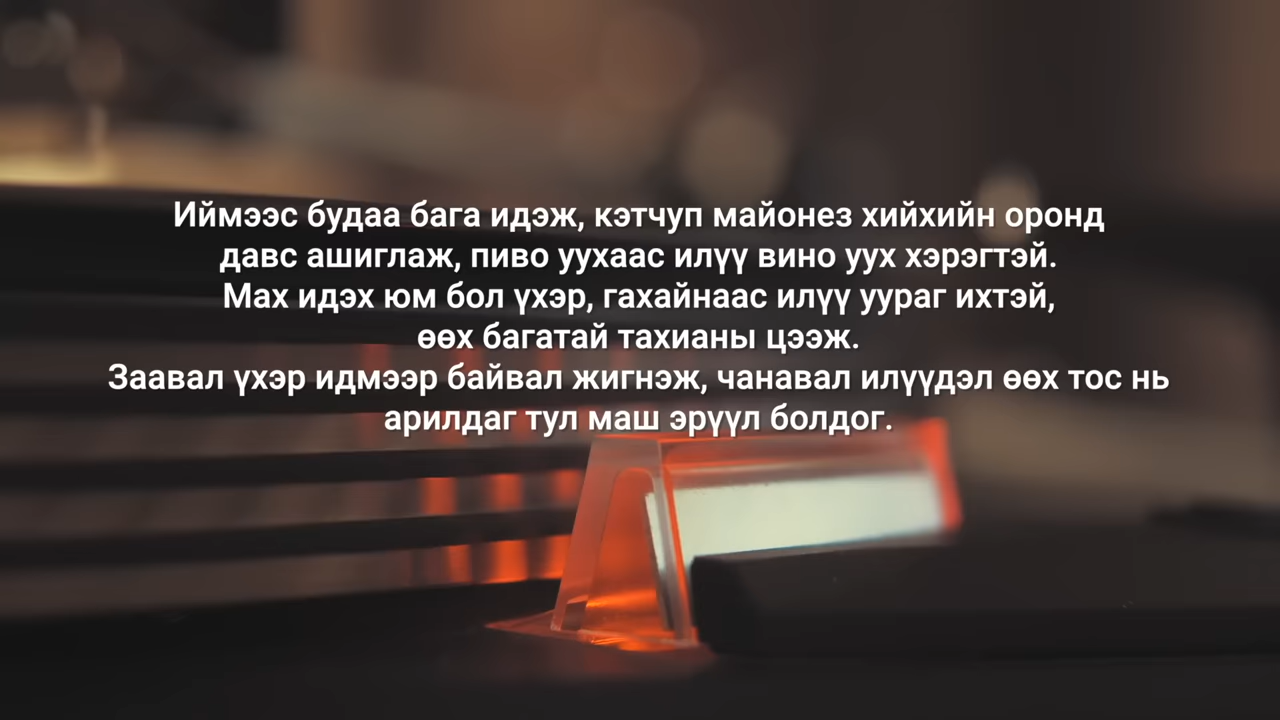 Иймээс будаа бага идэж, кэтчуп майонез хийхийн оронд
давс ашиглаж, пиво уухаас илүү вино уух хэрэгтэй.
Мах идэх юм бол үхэр, гахайнаас илүү уураг ихтэй,
өөх багатай тахианы цээж.
Заавал үхэр идмээр байвал жигнэж, чанавал илүүдэл өөх тос нь
арилдаг тул маш эрүүл болдог.